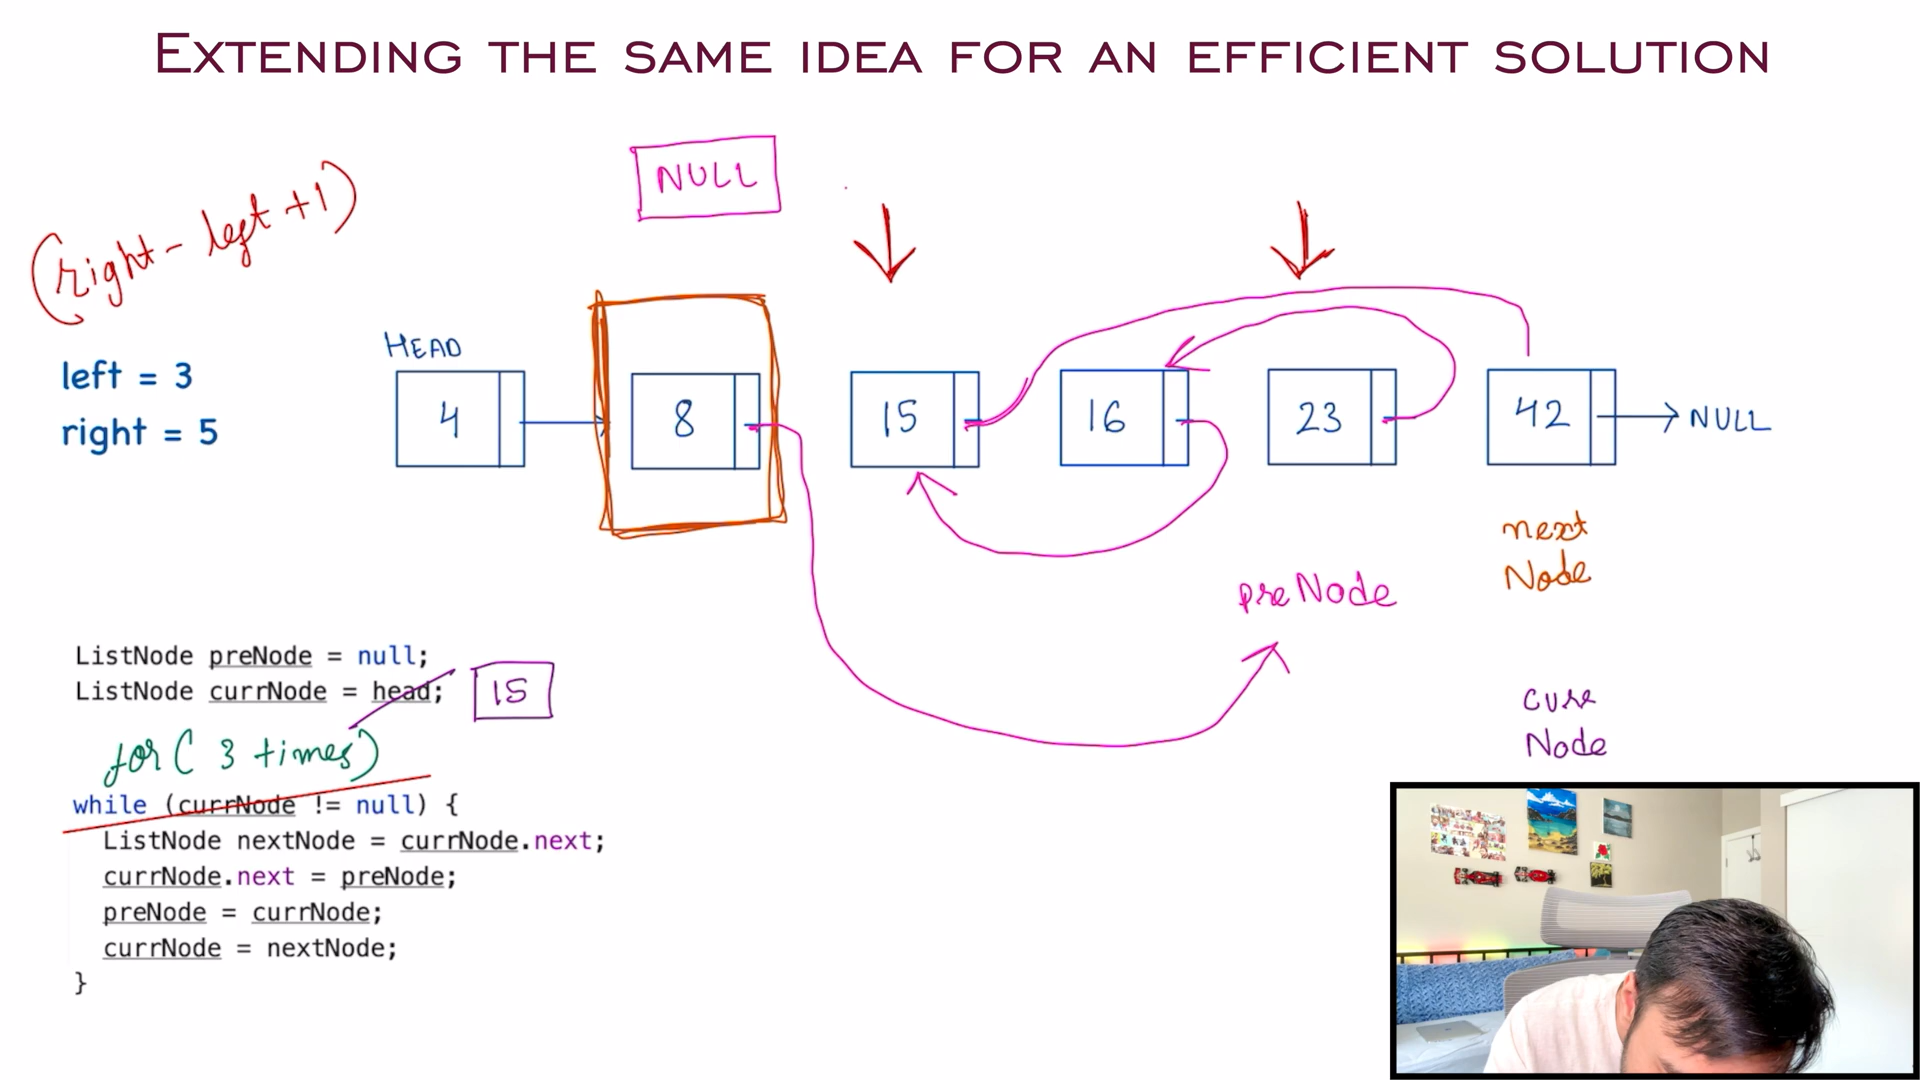 EXTENDING THE SAME IDEA FOR AN EFFICIENT SOLUTION
NULL
(right - left +1)
left = 3
right = 5
HEAD
4
8
15
16
23
42
NULL
next
Node
preNode
curr
Node
ListNode preNode = null;
ListNode currNode = head;
15
for( 3 times)
while (currNode != null) {
ListNode nextNode = currNode.next;
currNode.next = preNode;
preNode = currNode;
currNode = nextNode;
}